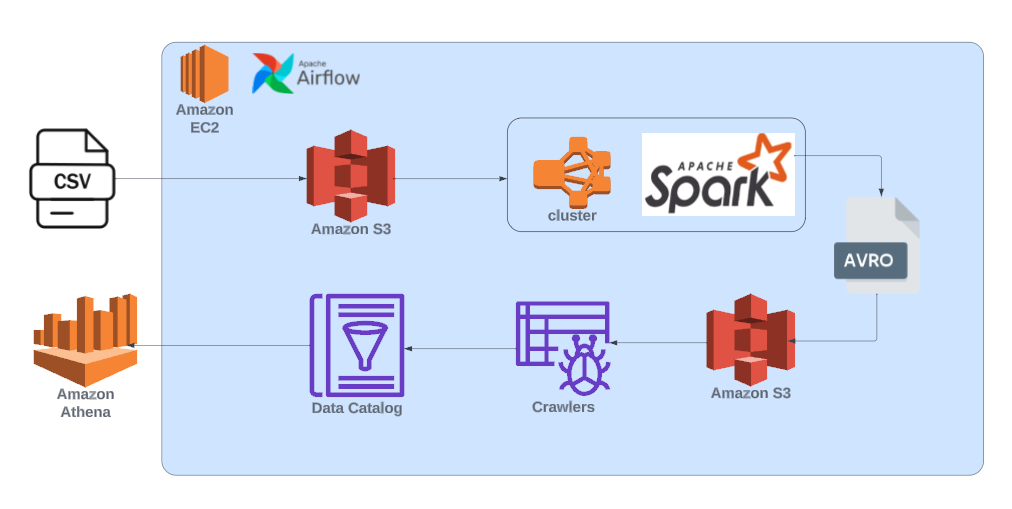 Apache
Airflow
Amazon
EC2
CSV
Amazon S3
cluster
APACHE
Spark
AVRO
Amazon
Athena
Data Catalog
Crawlers
Amazon S3